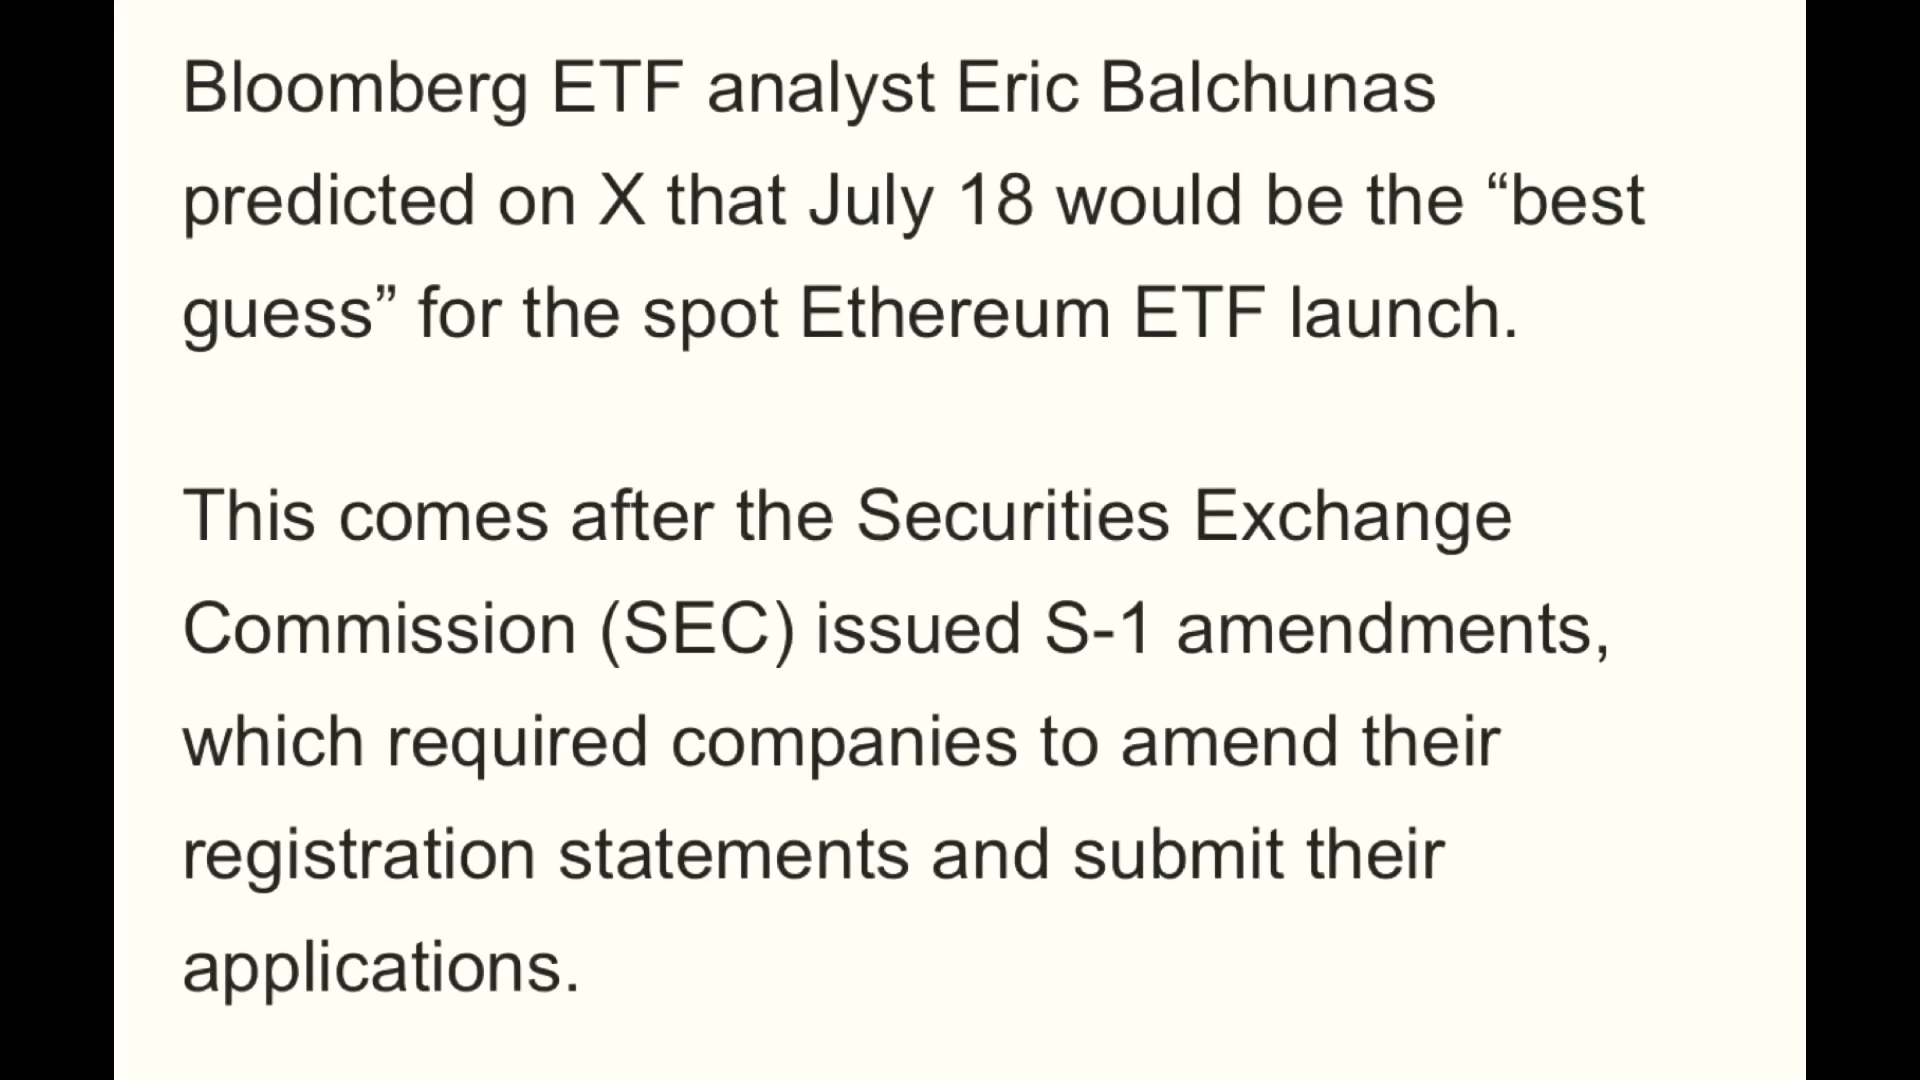 Bloomberg ETF analyst Eric Balchunas
predicted on X that July 18 would be the “best
guess” for the spot Ethereum ETF launch.
This comes after the Securities Exchange
Commission (SEC) issued S-1 amendments,
which required companies to amend their
registration statements and submit their
applications.